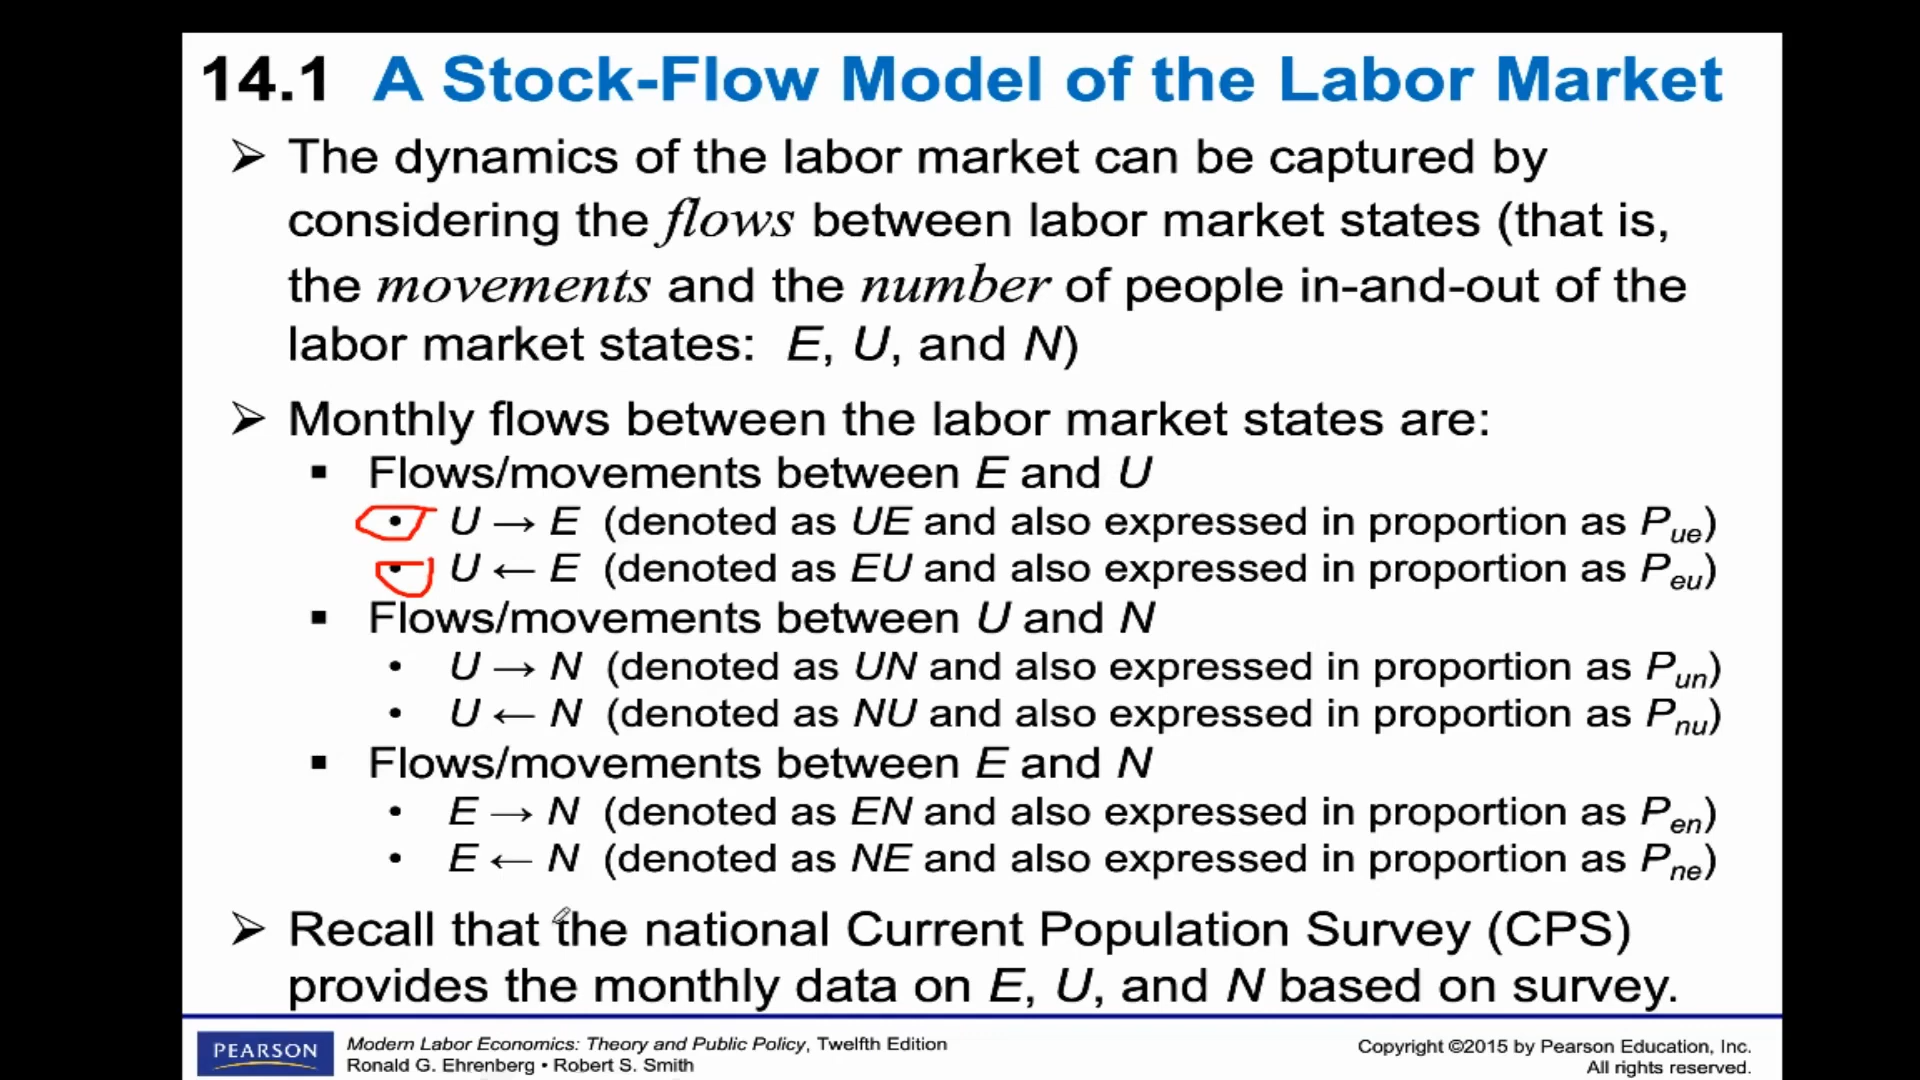 14.1 A Stock-Flow Model of the Labor Market
➢ The dynamics of the labor market can be captured by
considering the flows between labor market states (that is,
the movements and the number of people in-and-out of the
labor market states: E, U, and N)
➢ Monthly flows between the labor market states are:
▪ Flows/movements between E and U
• U → E (denoted as UE and also expressed in proportion as Pue)
• U ← E (denoted as EU and also expressed in proportion as Peu)
▪ Flows/movements between U and N
• U → N (denoted as UN and also expressed in proportion as Pun)
• U ← N (denoted as NU and also expressed in proportion as Pnu)
▪ Flows/movements between E and N
• E → N (denoted as EN and also expressed in proportion as Pen)
• E ← N (denoted as NE and also expressed in proportion as Pne)
➢ Recall that the national Current Population Survey (CPS)
provides the monthly data on E, U, and N based on survey.
PEARSON
Modern Labor Economics: Theory and Public Policy, Twelfth Edition
Ronald G. Ehrenberg • Robert S. Smith
Copyright ©2015 by Pearson Education, Inc.
All rights reserved.